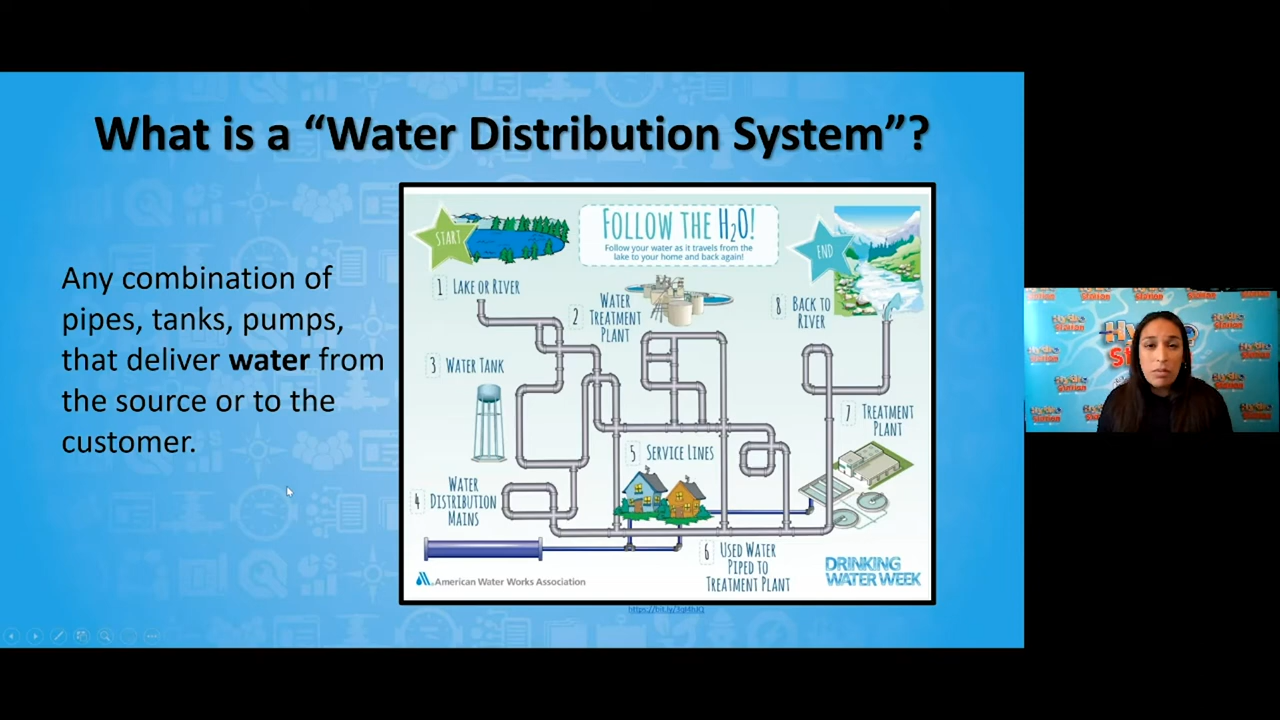 What is a “Water Distribution System”?
Any combination of
pipes, tanks, pumps,
that deliver water from
the source or to the
customer.
START
FOLLOW THE H2O!
Follow your water as it travels from the
lake to your home and back again!
END
1 LAKE OR RIVER
2 WATER
TREATMENT
PLANT
8 BACK TO
RIVER
3 WATER TANK
7 TREATMENT
PLANT
5 SERVICE LINES
4 WATER
DISTRIBUTION
MAINS
6 USED WATER
PIPED TO
TREATMENT PLANT
DRINKING
WATER WEEK
American Water Works Association
Hydro
Station